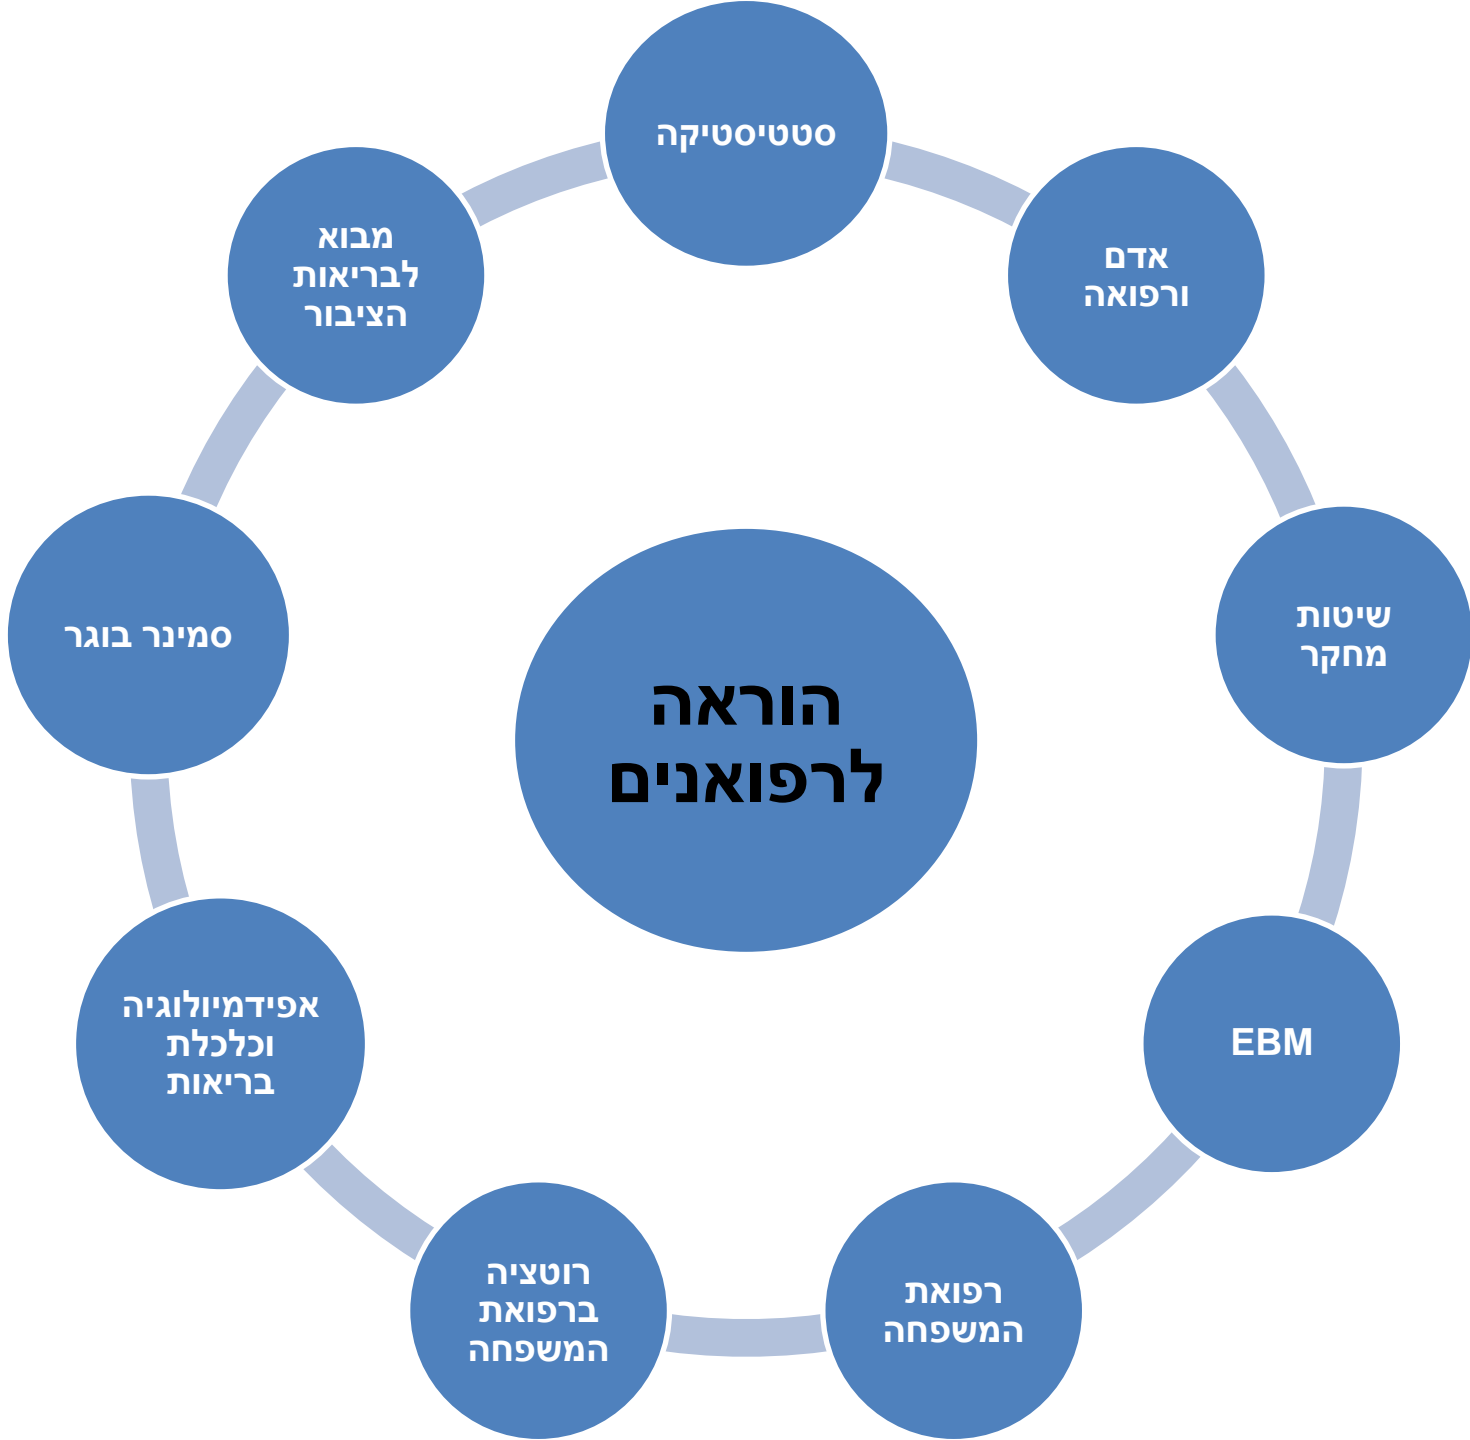 סטטיסטיקה
אדם
ורפואה
שיטות
מחקר
EBM
רפואת
המשפחה
רוטציה
ברפואת
המשפחה
אפידמיולוגיה
וכלכלת
בריאות
סמינר בוגר
מבוא
לבריאות
הציבור
הוראה
לרפואנים